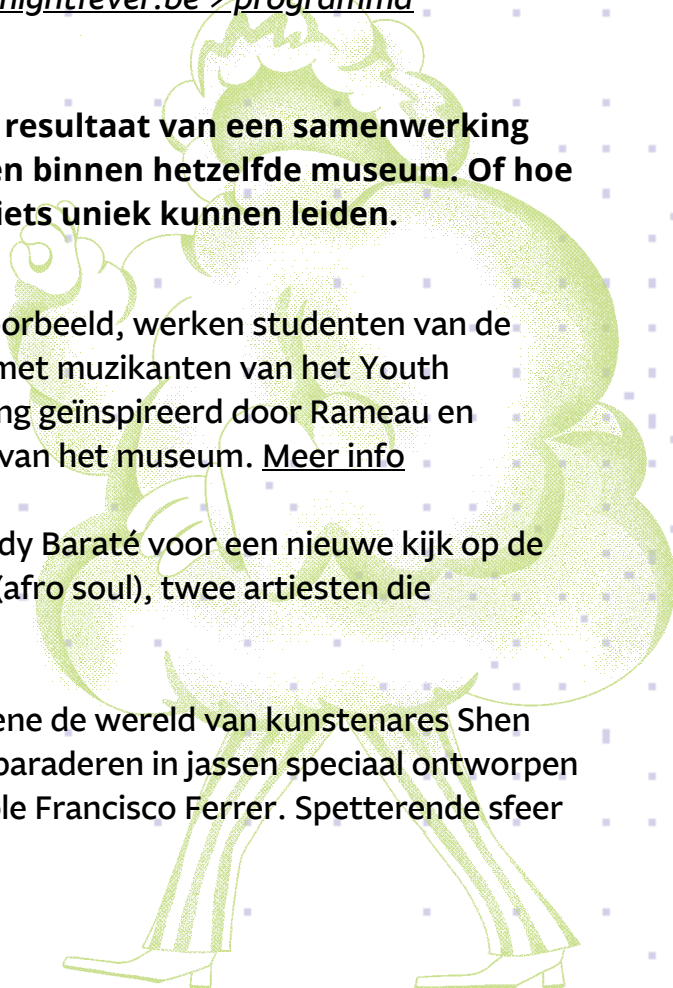 nightfever.be > programma
resultaat van een samenwerking
en binnen hetzelfde museum. Of hoe
iets uniek kunnen leiden.
orbeeld, werken studenten van de
met muzikanten van het Youth
ng geïnspireerd door Rameau en
van het museum. Meer info
dy Baraté voor een nieuwe kijk op de
(afro soul), twee artiesten die
ene de wereld van kunstenares Shen
paraderen in jassen speciaal ontworpen
le Francisco Ferrer. Spetterende sfeer